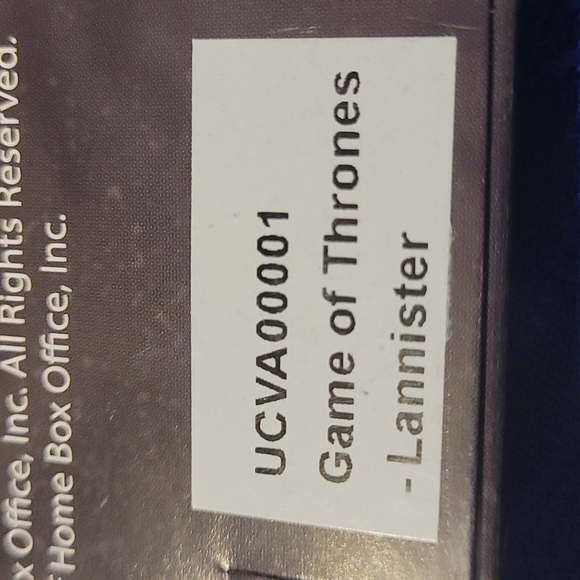 x Office, Inc. All Rights Reserved.
Home Box Office, Inc.
UCVA00001
Game of Thrones
- Lannister